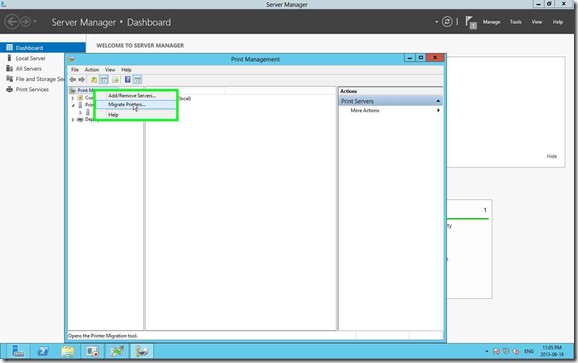 Server Manager
Server Manager • Dashboard
Manage Tools View Help
Dashboard
Local Server
All Servers
File and Storage Ser
Print Services
WELCOME TO SERVER MANAGER
Print Management
File Action View Help
Print M
Add/Remove Servers...
Migrate Printers...
Help
Cus
Prin
Deplo
(local)
Actions
Print Servers
More Actions
Hide
1
ty
Opens the Printer Migration tool.
ENG
11:05 PM
2013-06-18